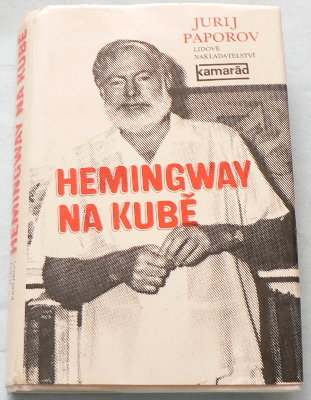 JURIJ
PAPOROV
LIDOVÉ
NAKLADATELSTVÍ
kamarád
HEMINGWAY
NA KUBĚ
HEMINGWAY NA KUBĚ